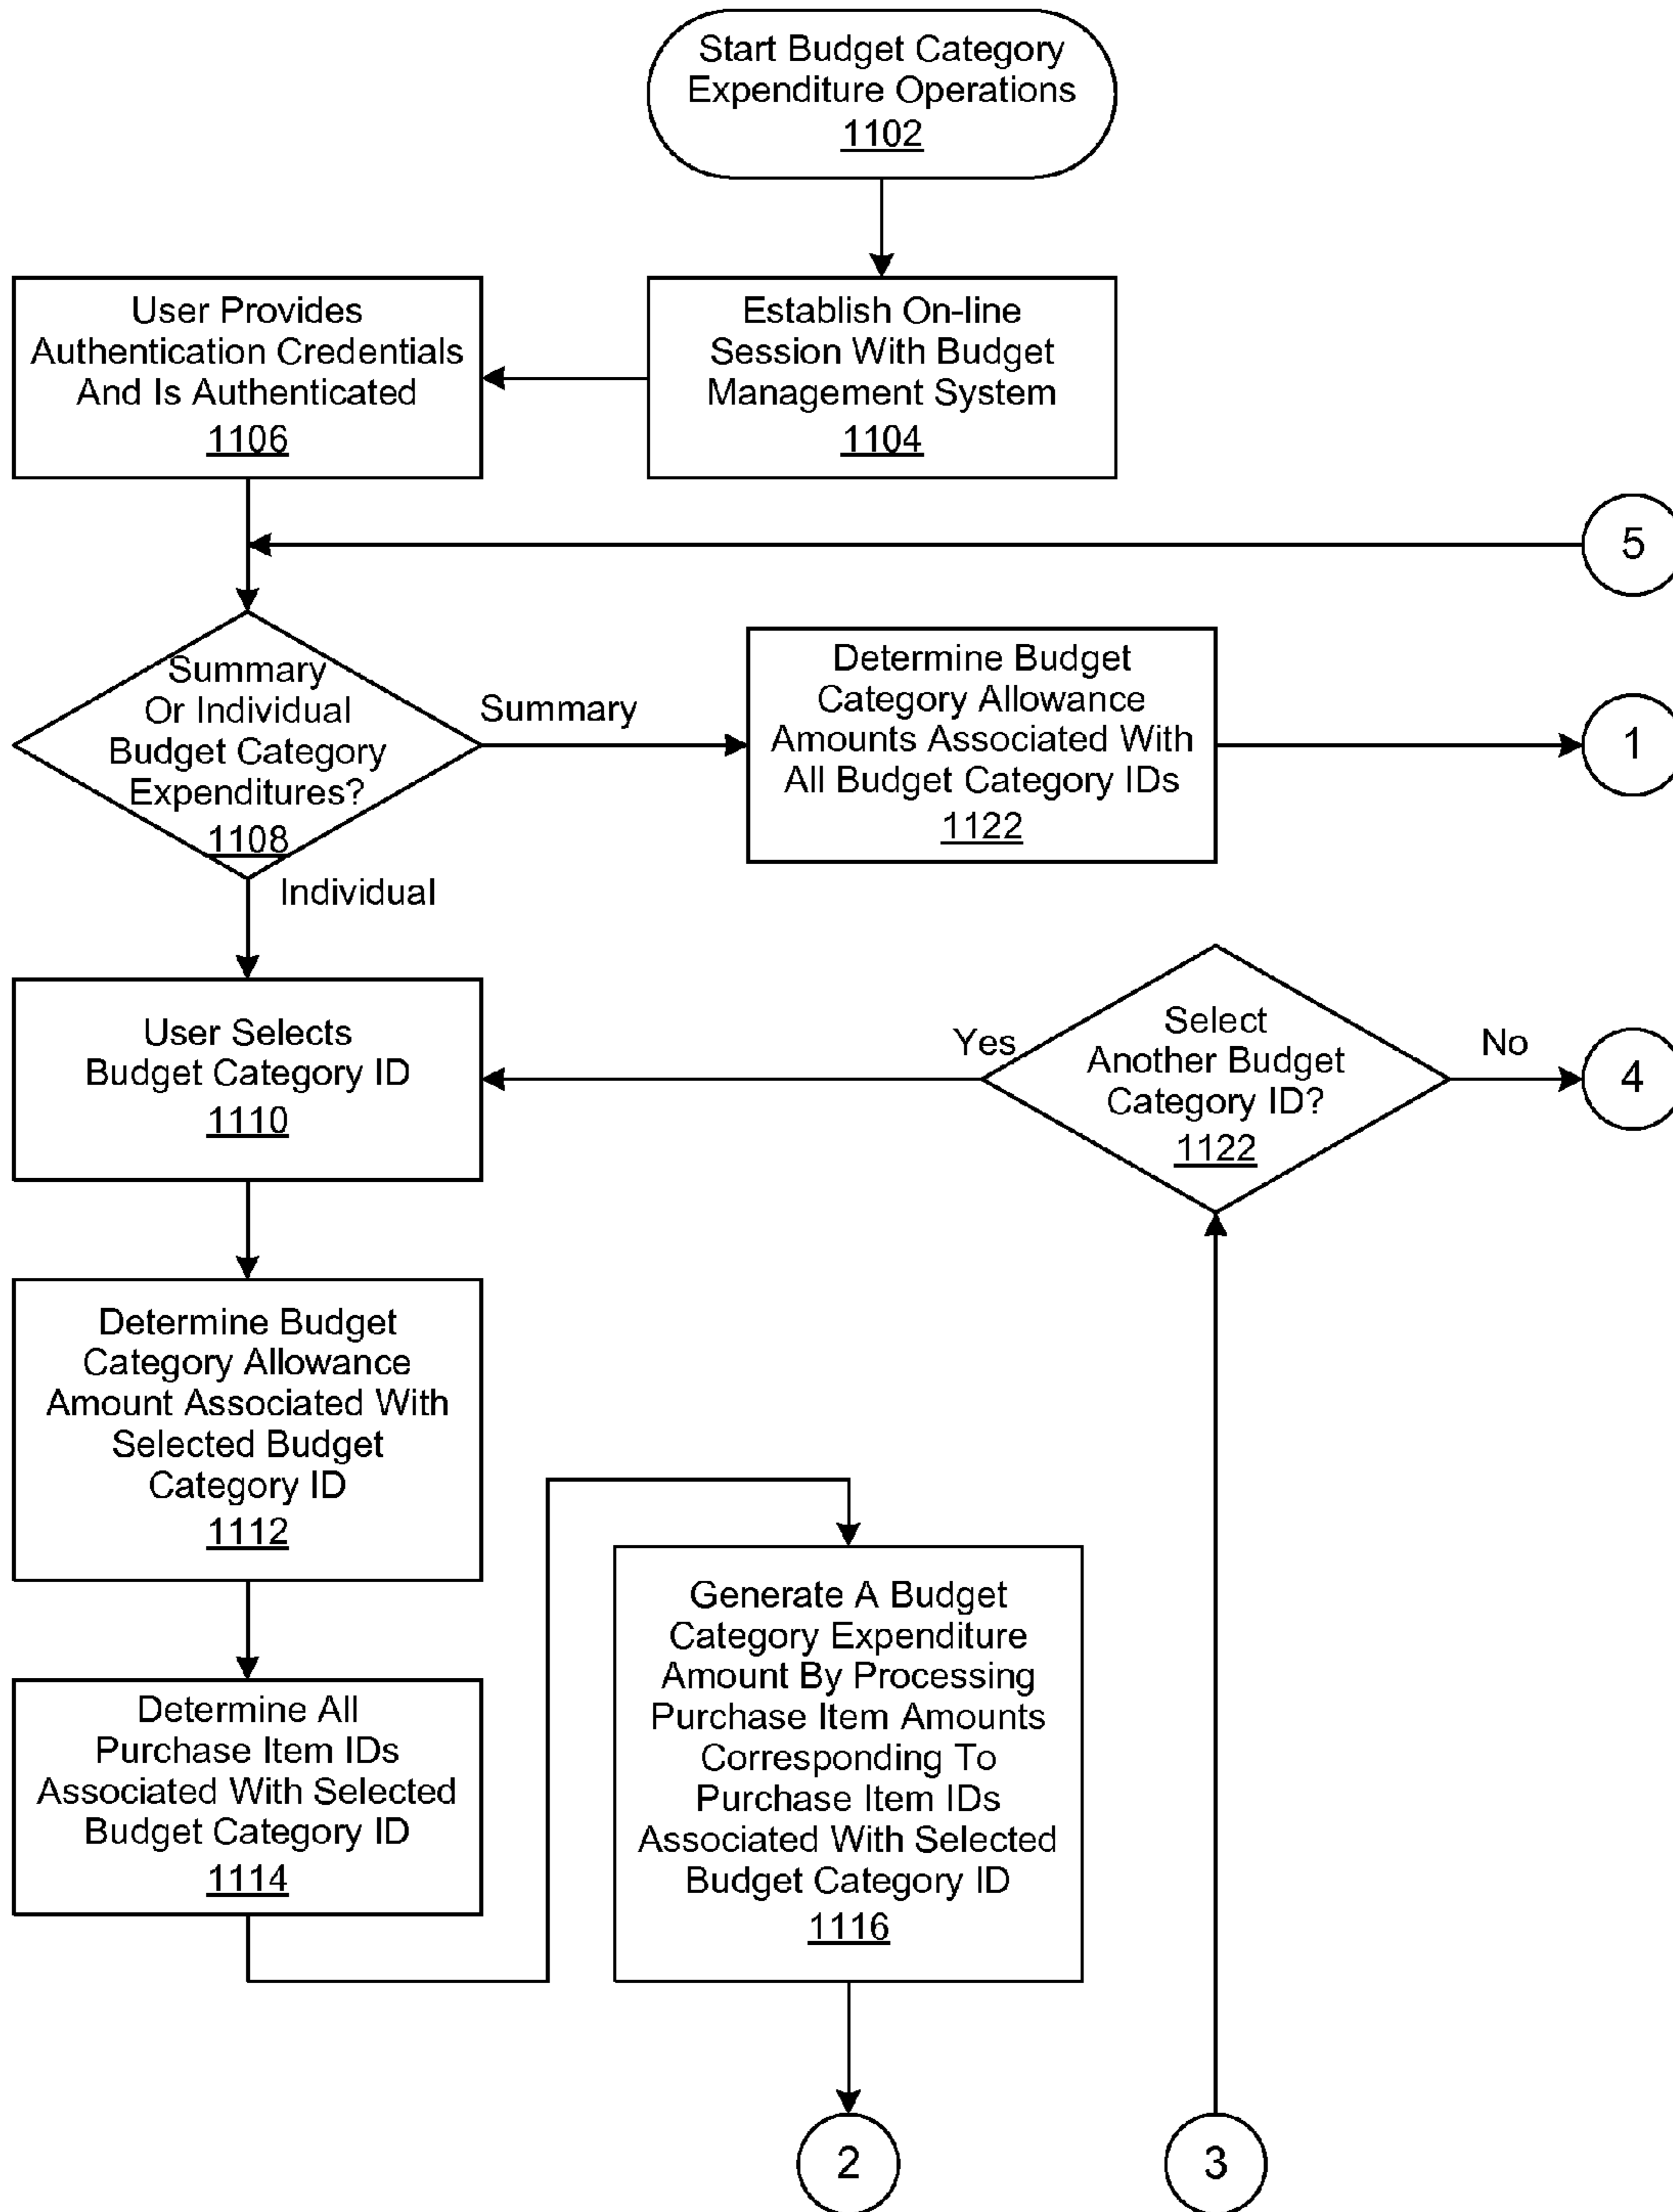 Start Budget Category
Expenditure Operations
1102
User Provides
Authentication Credentials
And Is Authenticated
1106
Establish On-line
Session With Budget
Management System
1104
5
Summary
Or Individual
Budget Category
Expenditures?
1108
Summary
Individual
Determine Budget
Category Allowance
Amounts Associated With
All Budget Category IDs
1122
1
User Selects
Budget Category ID
1110
Yes
Select
Another Budget
Category ID?
1122
No
4
Determine Budget
Category Allowance
Amount Associated With
Selected Budget
Category ID
1112
Determine All
Purchase Item IDs
Associated With Selected
Budget Category ID
1114
Generate A Budget
Category Expenditure
Amount By Processing
Purchase Item Amounts
Corresponding To
Purchase Item IDs
Associated With Selected
Budget Category ID
1116
2
3